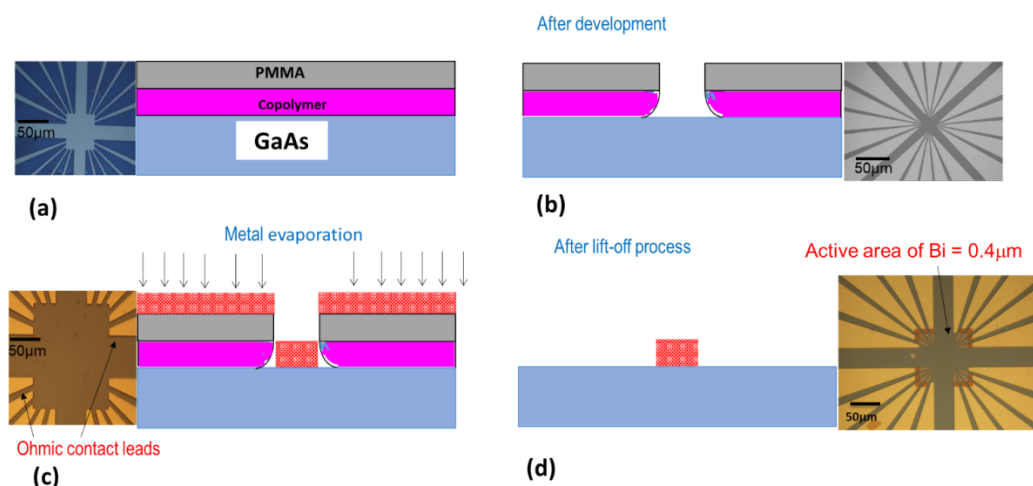 PMMA
Copolymer
GaAs
50µm
(a)
After development
50µm
(b)
Metal evaporation
50µm
Ohmic contact leads
(c)
After lift-off process
Active area of Bi = 0.4µm
50µm
(d)